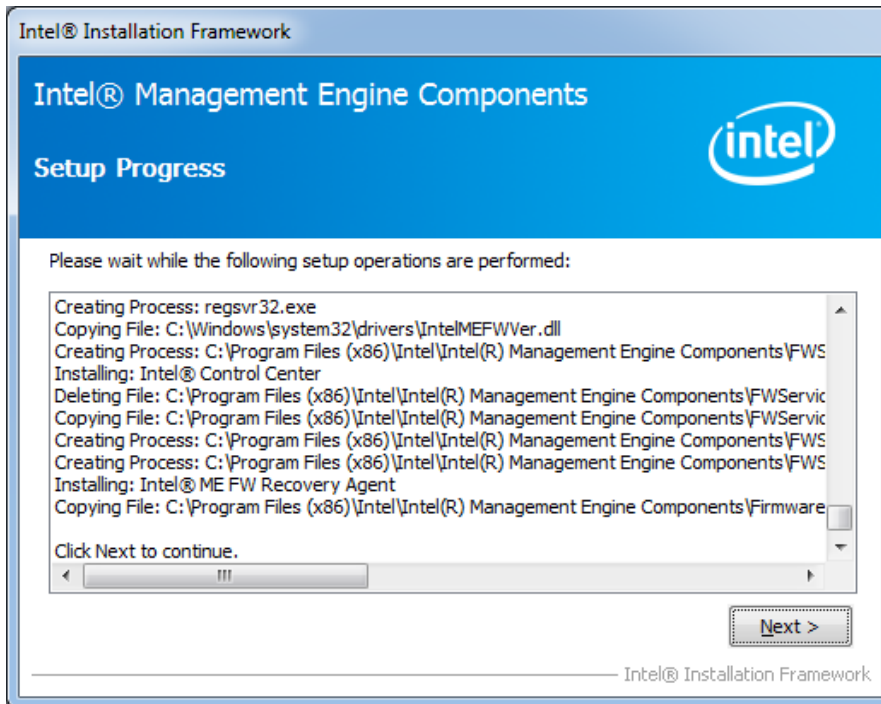 Intel® Installation Framework
Intel® Management Engine Components
intel
Setup Progress
Please wait while the following setup operations are performed:
Creating Process: regsvr32.exe
Copying File: C:\Windows\system32\drivers\IntelMEFWVer.dll
Creating Process: C:\Program Files (x86)\Intel\Intel(R) Management Engine Components\FWS
Installing: Intel® Control Center
Deleting File: C:\Program Files (x86)\Intel\Intel(R) Management Engine Components\FWServic
Copying File: C:\Program Files (x86)\Intel\Intel(R) Management Engine Components\FWServic
Creating Process: C:\Program Files (x86)\Intel\Intel(R) Management Engine Components\FWS
Creating Process: C:\Program Files (x86)\Intel\Intel(R) Management Engine Components\FWS
Installing: Intel® ME FW Recovery Agent
Copying File: C:\Program Files (x86)\Intel\Intel(R) Management Engine Components\Firmware
Click Next to continue.
Next >
Intel® Installation Framework